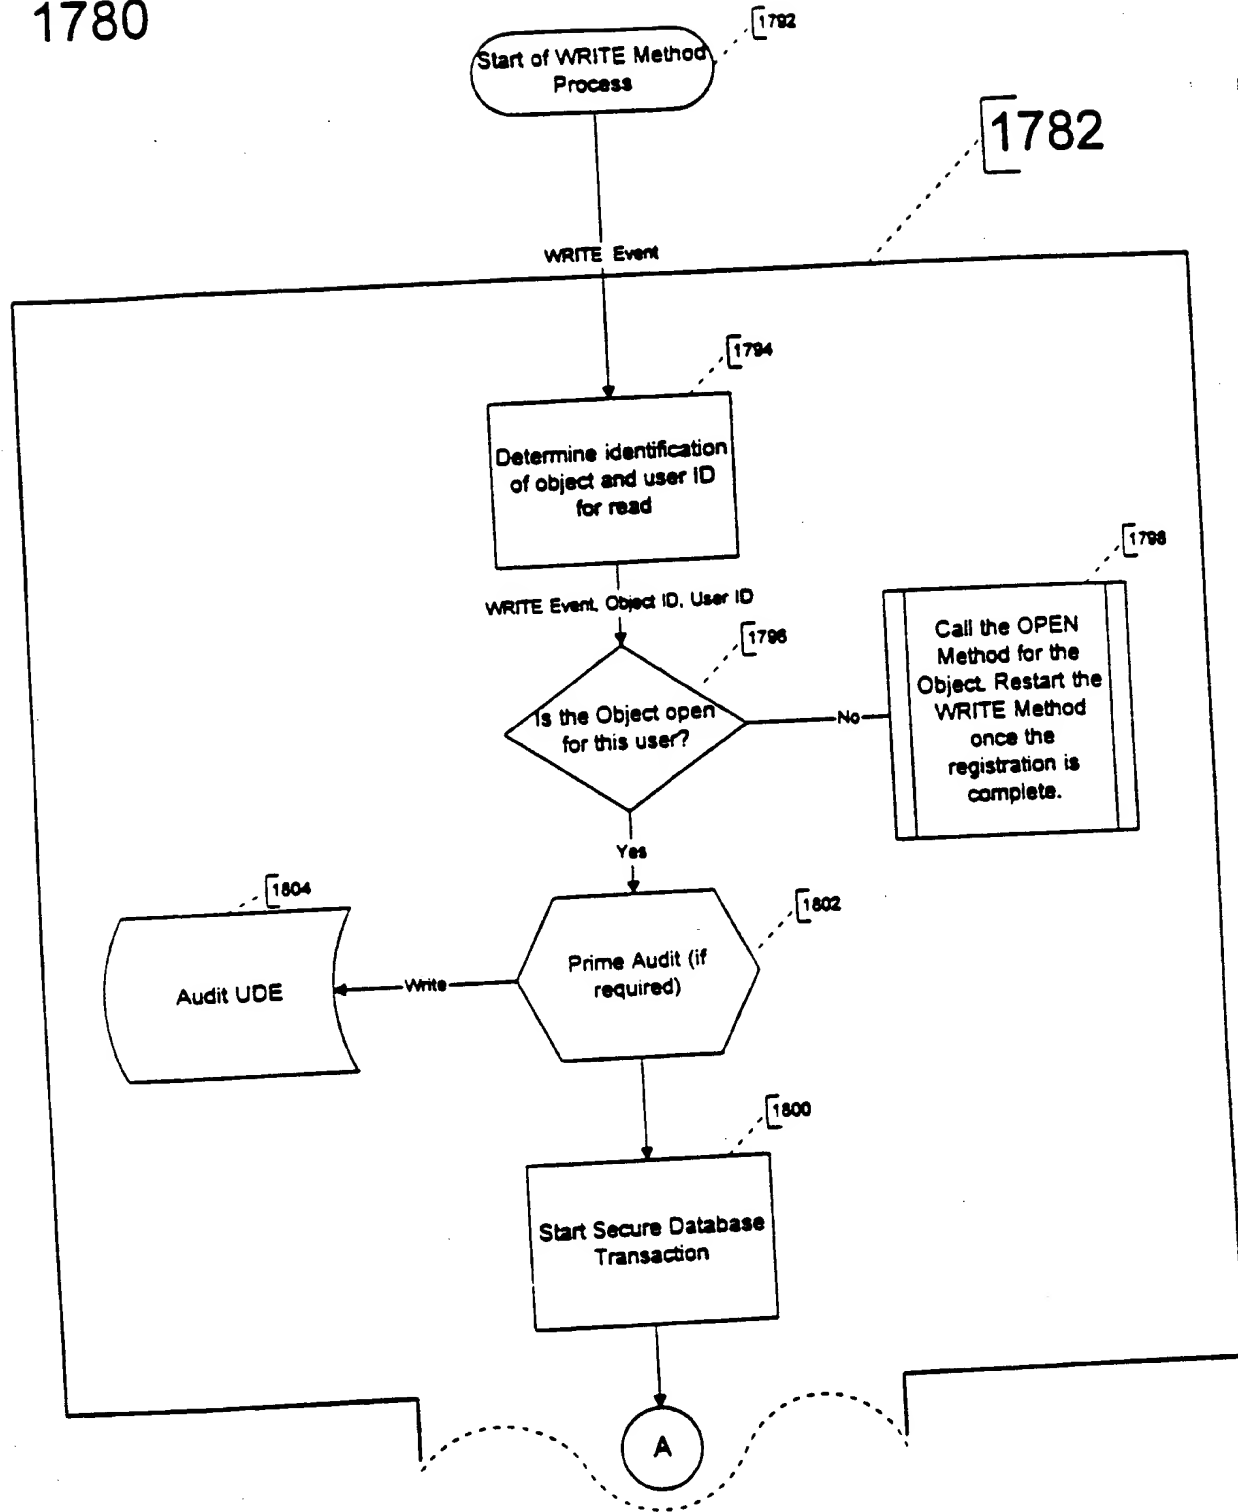 1780
1792
Start of WRITE Method
Process
1782
WRITE Event
1794
Determine identification
of object and user ID
for read
1798
WRITE Event, Object ID, User ID
1796
Call the OPEN
Method for the
Object. Restart the
WRITE Method
once the
registration is
complete.
Is the Object open
for this user?
No
Yes
1804
1802
Prime Audit (if
required)
Write
Audit UDE
1800
Start Secure Database
Transaction
A